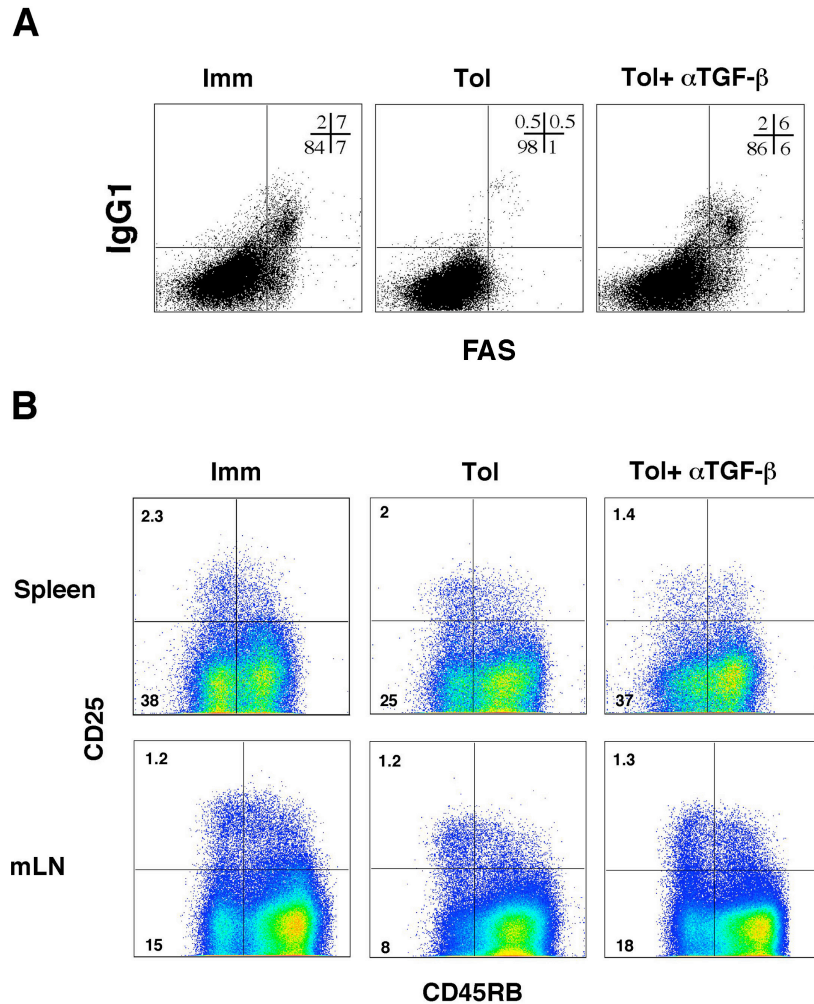 A
Imm Tol Tol+ αTGF-β
2 7 0.5 0.5 2 6
84 7 98 1 86 6
IgG1
FAS
B
Imm Tol Tol+ αTGF-β
2.3 2 1.4
Spleen
38 25 37
CD25
1.2 1.2 1.3
mLN
15 8 18
CD45RB